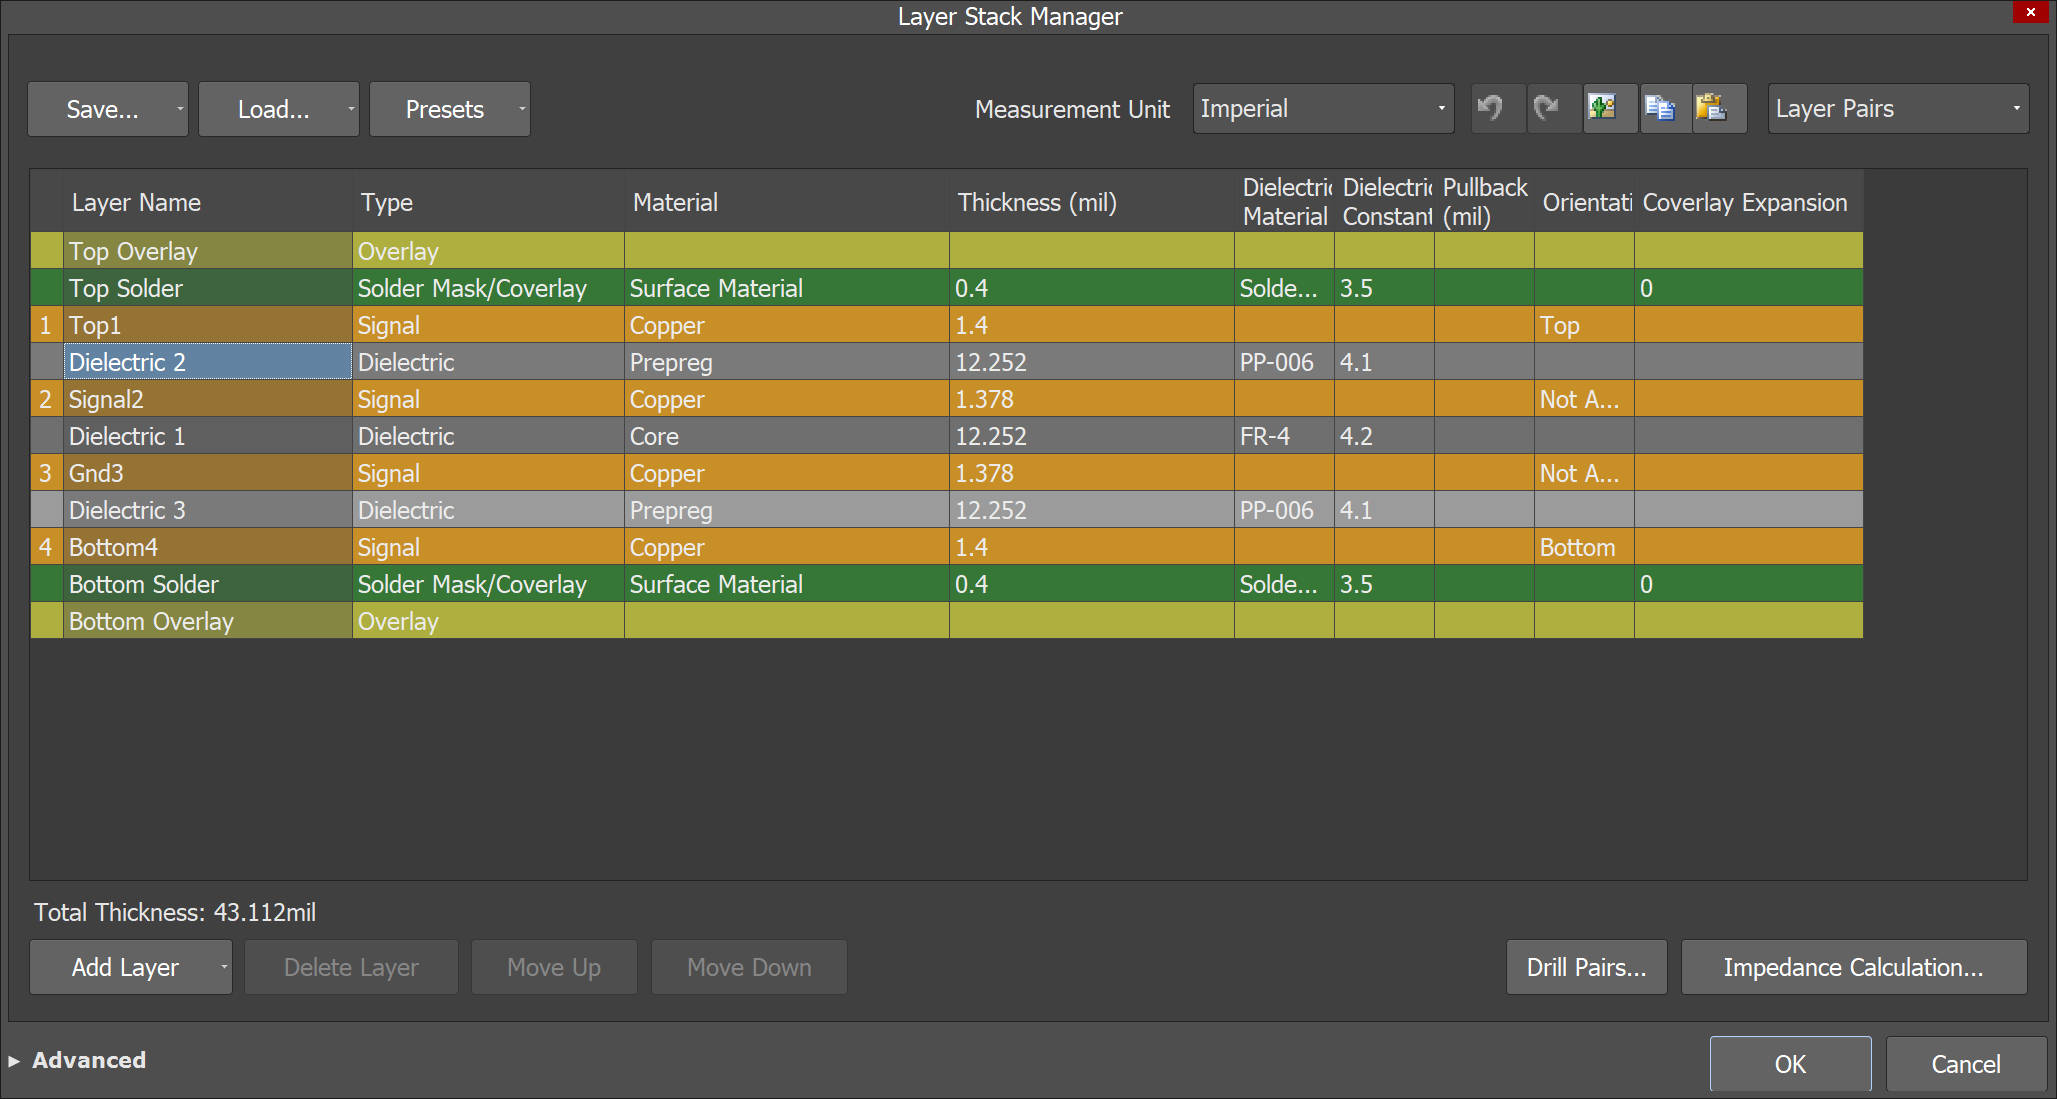 Layer Stack Manager
Save... Load... Presets Measurement Unit Imperial Layer Pairs
Layer Name Type Material Thickness (mil) Dielectric Material Dielectric Constant Pullback (mil) Orientati Coverlay Expansion
Top Overlay Overlay
Top Solder Solder Mask/Coverlay Surface Material 0.4 Solde... 3.5 0
1 Top1 Signal Copper 1.4 Top
Dielectric 2 Dielectric Prepreg 12.252 PP-006 4.1
2 Signal2 Signal Copper 1.378 Not A...
Dielectric 1 Dielectric Core 12.252 FR-4 4.2
3 Gnd3 Signal Copper 1.378 Not A...
Dielectric 3 Dielectric Prepreg 12.252 PP-006 4.1
4 Bottom4 Signal Copper 1.4 Bottom
Bottom Solder Solder Mask/Coverlay Surface Material 0.4 Solde... 3.5 0
Bottom Overlay Overlay
Total Thickness: 43.112mil
Add Layer Delete Layer Move Up Move Down Drill Pairs... Impedance Calculation...
Advanced OK Cancel